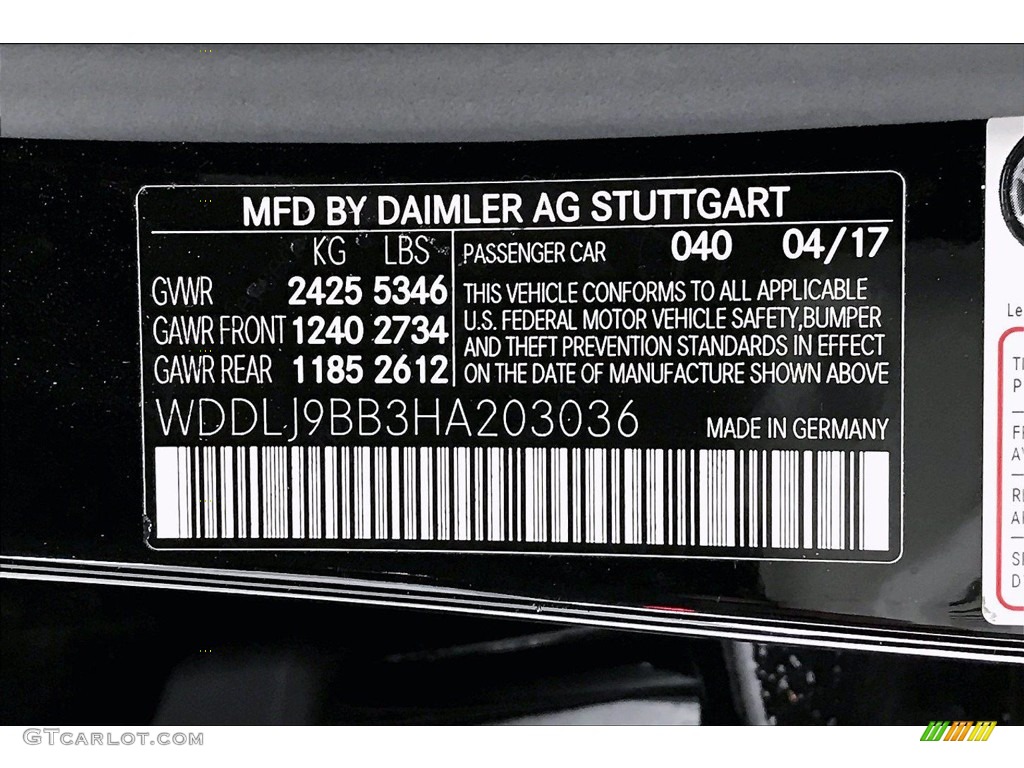 MFD BY DAIMLER AG STUTTGART
KG LBS
GVWR 2425 5346
GAWR FRONT 1240 2734
GAWR REAR 1185 2612
PASSENGER CAR 040 04/17
THIS VEHICLE CONFORMS TO ALL APPLICABLE
U.S. FEDERAL MOTOR VEHICLE SAFETY,BUMPER
AND THEFT PREVENTION STANDARDS IN EFFECT
ON THE DATE OF MANUFACTURE SHOWN ABOVE
WDDLJ9BB3HA203036
MADE IN GERMANY
GTCARLOT.COM